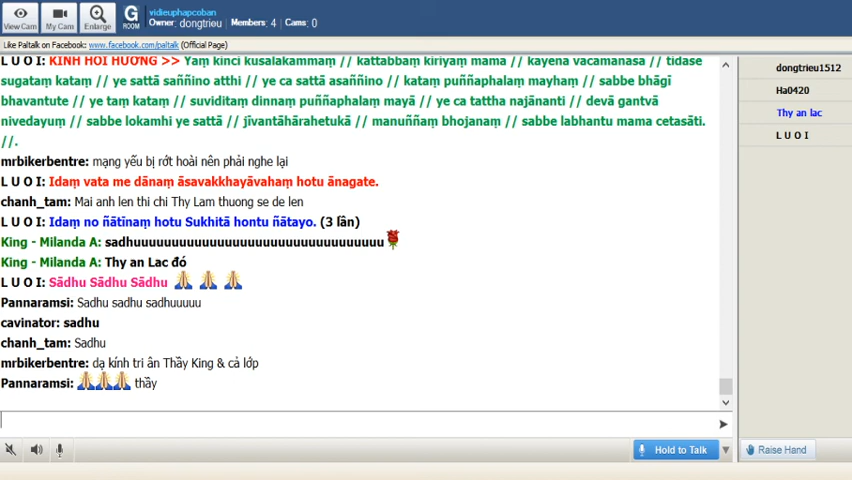 View Cam
My Cam
Enlarge
G
ROOM
vidieuphapcoban
Owner: dongtrieu Members: 4 Cams: 0
Like Paltalk on Facebook: www.facebook.com/paltalk (Official Page)
L U O I: KINH HỒI HƯỚNG >> Yaṃ kiñci kusalakammaṃ // kattabbaṃ kiriyaṃ mama // kāyena vācāmanasā // tidase
sugataṃ kataṃ // ye sattā saññino atthi // ye ca sattā asaññino // kataṃ puññaphalaṃ mayhaṃ // sabbe bhāgī
bhavantute // ye taṃ kataṃ // suviditaṃ dinnaṃ puññaphalaṃ mayā // ye ca tattha najānanti // devā gantvā
nivedayuṃ // sabbe lokamhi ye sattā // jīvantāhārahetukā // manuññaṃ bhojanaṃ // sabbe labhantu mama cetasāti.
//.
mrbikerbentre: mạng yếu bị rớt hoài nên phải nghe lại
L U O I: Idaṃ vata me dānaṃ āsavakkhayāvahaṃ hotu ānagate.
chanh_tam: Mai anh len thi chi Thy Lam thuong se de len
L U O I: Idaṃ no ñātīnaṃ hotu Sukhitā hontu ñātayo. (3 lần)
King - Milanda A: sadhuuuuuuuuuuuuuuuuuuuuuuuuuuuuuuuuu
King - Milanda A: Thy an Lac đó
L U O I: Sādhu Sādhu Sādhu
Pannaramsi: Sadhu sadhu sadhuuuuu
cavinator: sadhu
chanh_tam: Sadhu
mrbikerbentre: dạ kính tri ân Thầy King & cả lớp
Pannaramsi: thầy
Hold to Talk
dongtrieu1512
Ha0420
Thy an lac
L U O I
Raise Hand